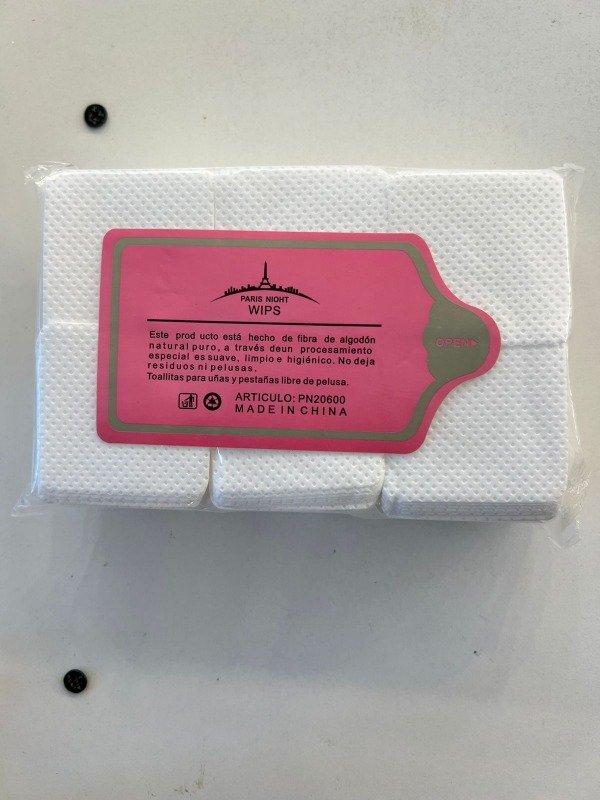 PARIS NIOHT
WIPS
Este prod ucto está hecho de fibra de algodón
natural puro, a través deun procesamiento
especial es suave, limpio e higiénico. No deja
residuos ni pelusas.
Toallitas para uñas y pestañas libre de pelusa.
ARTICULO: PN20600
MADE IN CHINA
OPEN